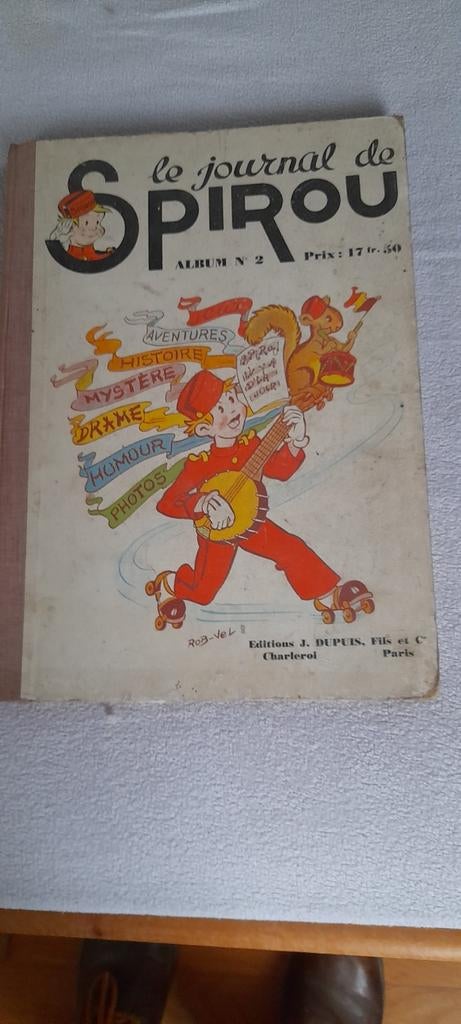 le journal de
SPIROU
ALBUM N° 2 Prix : 17 fr. 50
AVENTURES
HISTOIRE
MYSTÈRE
DRAME
HUMOUR
PHOTOS
SPIROU
ROB-VEL
Editions J. DUPUIS, Fils et Cie
Charleroi Paris